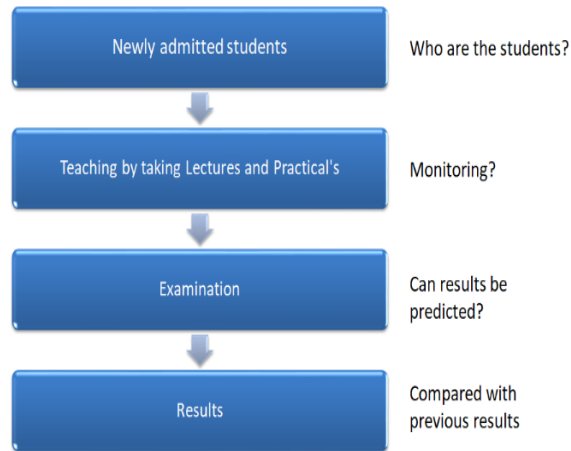 Newly admitted students
Who are the students?
Teaching by taking Lectures and Practical's
Monitoring?
Examination
Can results be
predicted?
Results
Compared with
previous results